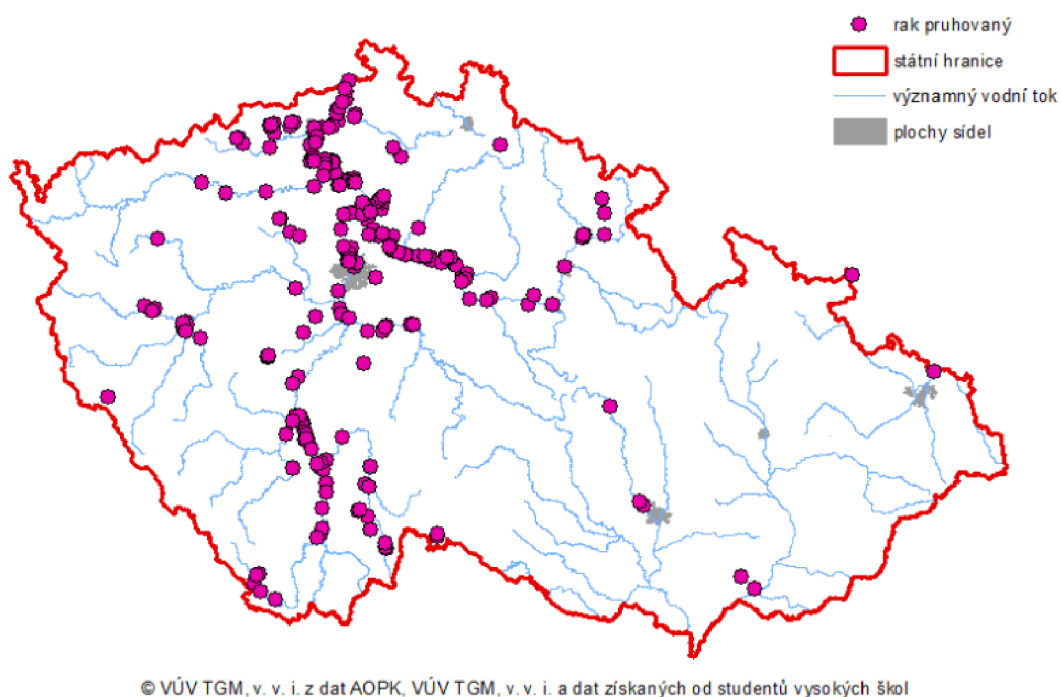 rak pruhovaný
státní hranice
významný vodní tok
plochy sídel
© VÚV TGM, v. v. i. z dat AOPK, VÚV TGM, v. v. i. a dat získaných od studentů vysokých škol